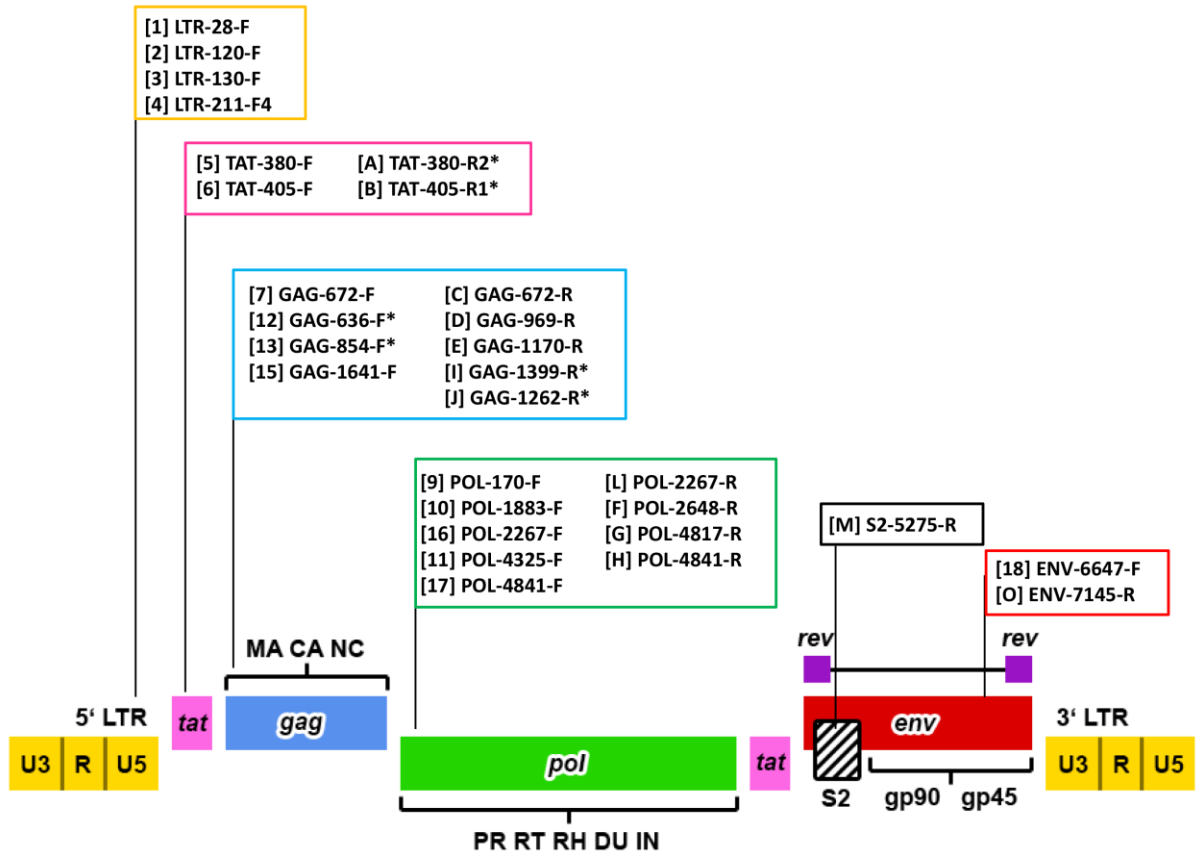 [1] LTR-28-F
[2] LTR-120-F
[3] LTR-130-F
[4] LTR-211-F4
[5] TAT-380-F [A] TAT-380-R2*
[6] TAT-405-F [B] TAT-405-R1*
[7] GAG-672-F [C] GAG-672-R
[12] GAG-636-F* [D] GAG-969-R
[13] GAG-854-F* [E] GAG-1170-R
[15] GAG-1641-F [I] GAG-1399-R*
[J] GAG-1262-R*
[9] POL-170-F [L] POL-2267-R
[10] POL-1883-F [F] POL-2648-R
[16] POL-2267-F [G] POL-4817-R
[11] POL-4325-F [H] POL-4841-R
[17] POL-4841-F
[M] S2-5275-R
[18] ENV-6647-F
[O] ENV-7145-R
rev rev
MA CA NC
5‘ LTR tat gag env 3‘ LTR
U3 R U5 pol tat U3 R U5
S2 gp90 gp45
PR RT RH DU IN